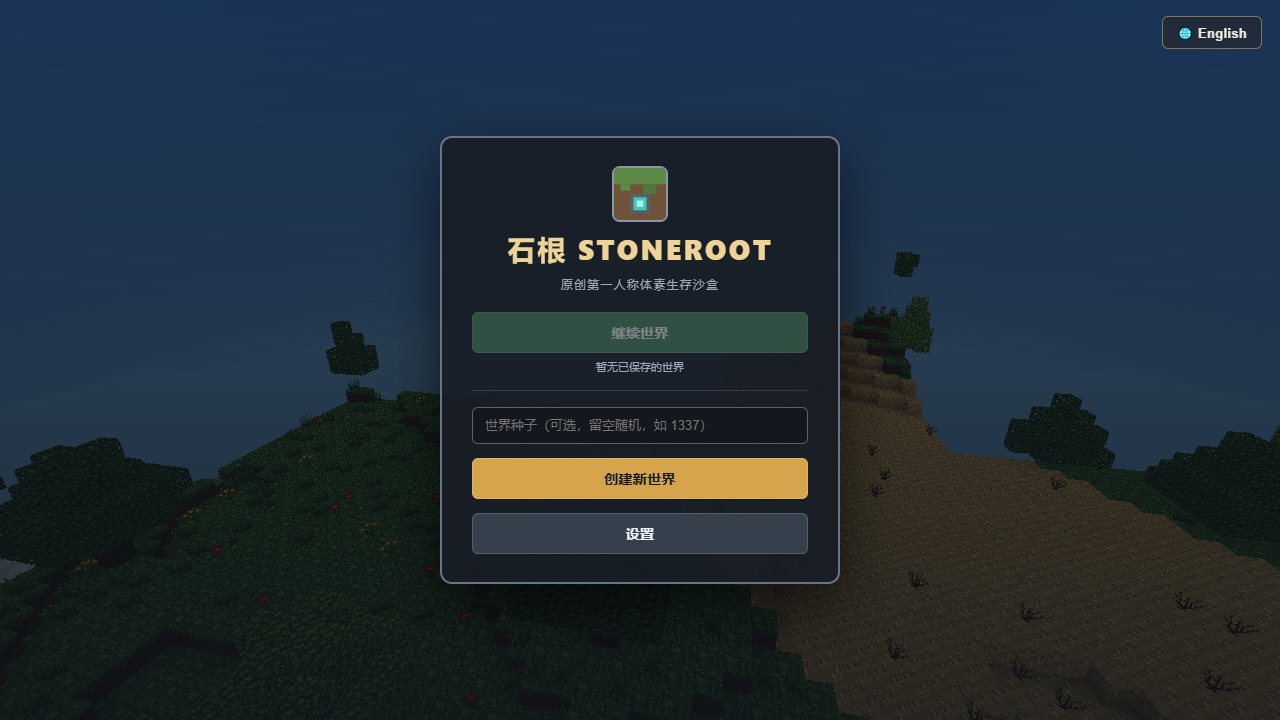 🌐 English
石根 STONEROOT
原创第一人称体素生存沙盒
继续世界
暂无已保存的世界
世界种子（可选，留空随机，如 1337）
创建新世界
设置